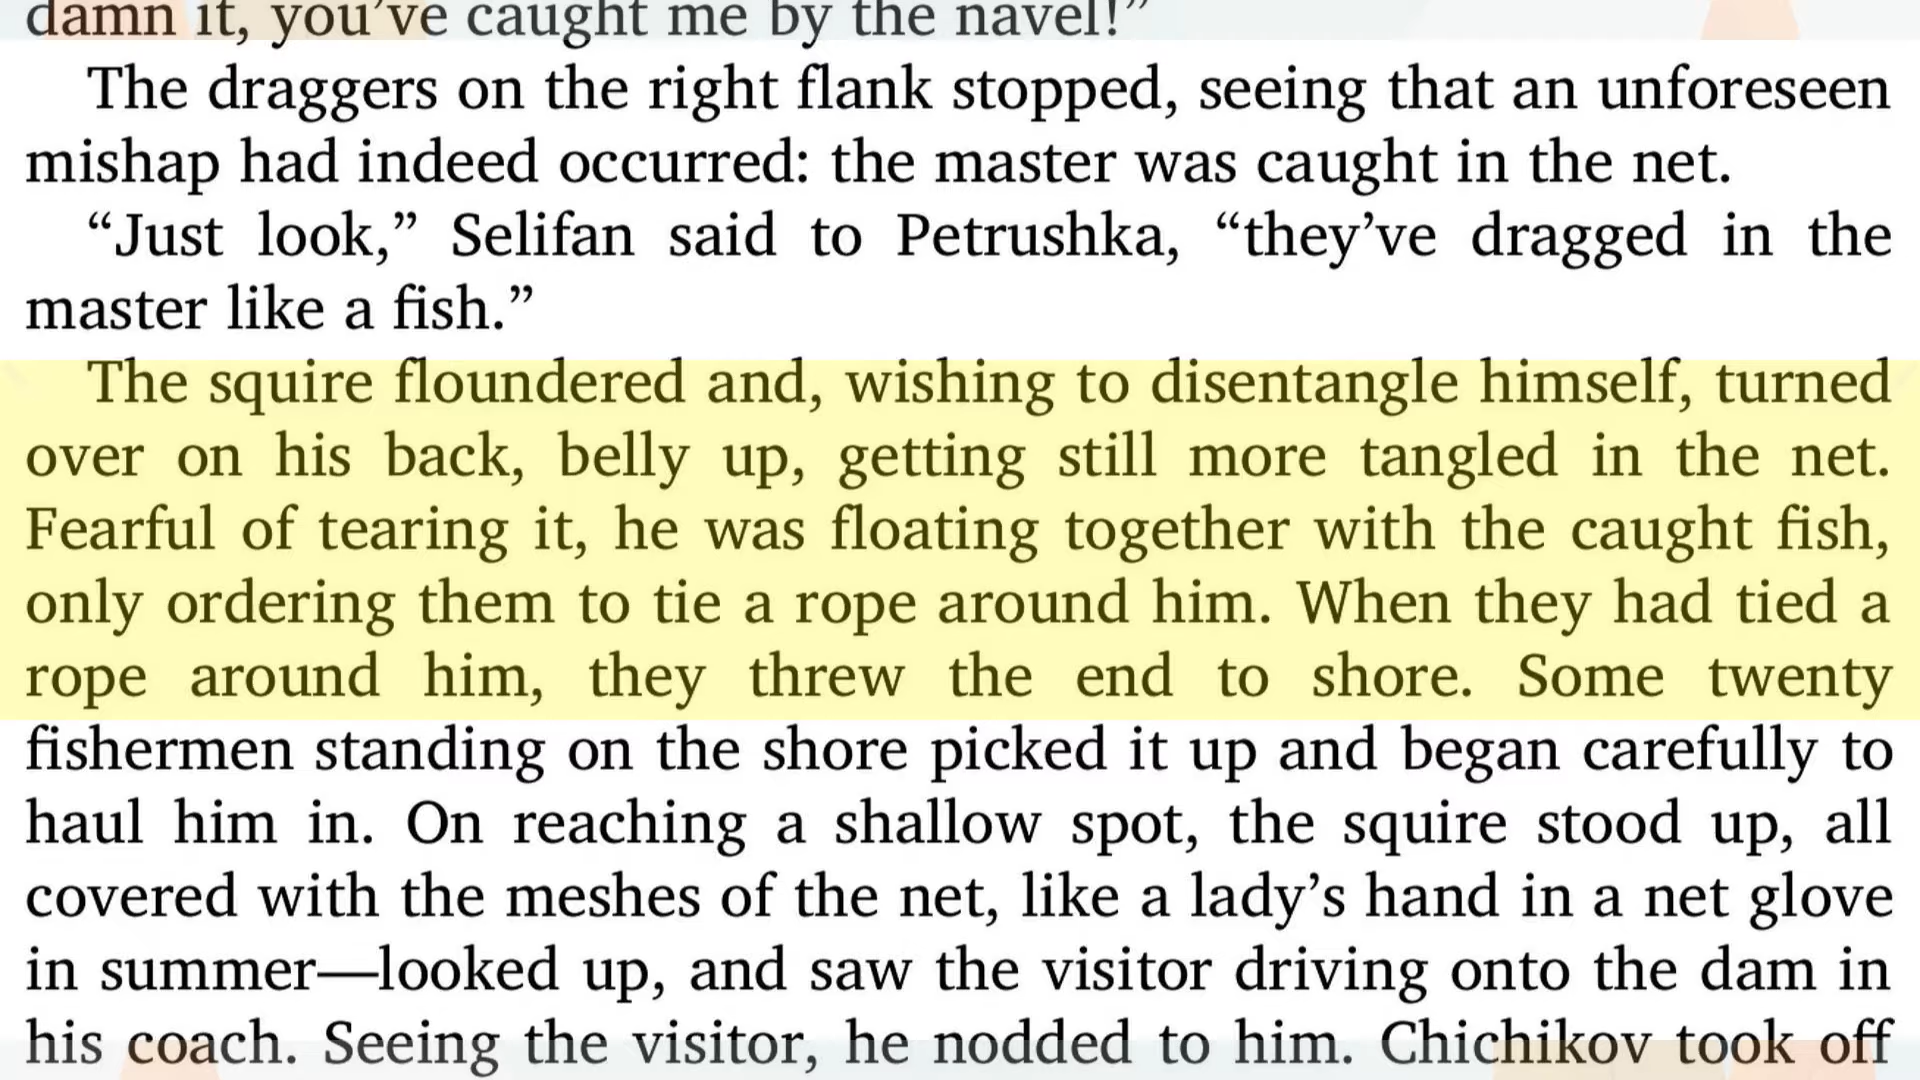 damn it, you’ve caught me by the navel!”
The draggers on the right flank stopped, seeing that an unforeseen
mishap had indeed occurred: the master was caught in the net.
“Just look,” Selifan said to Petrushka, “they’ve dragged in the
master like a fish.”
The squire floundered and, wishing to disentangle himself, turned
over on his back, belly up, getting still more tangled in the net.
Fearful of tearing it, he was floating together with the caught fish,
only ordering them to tie a rope around him. When they had tied a
rope around him, they threw the end to shore. Some twenty
fishermen standing on the shore picked it up and began carefully to
haul him in. On reaching a shallow spot, the squire stood up, all
covered with the meshes of the net, like a lady’s hand in a net glove
in summer—looked up, and saw the visitor driving onto the dam in
his coach. Seeing the visitor, he nodded to him. Chichikov took off